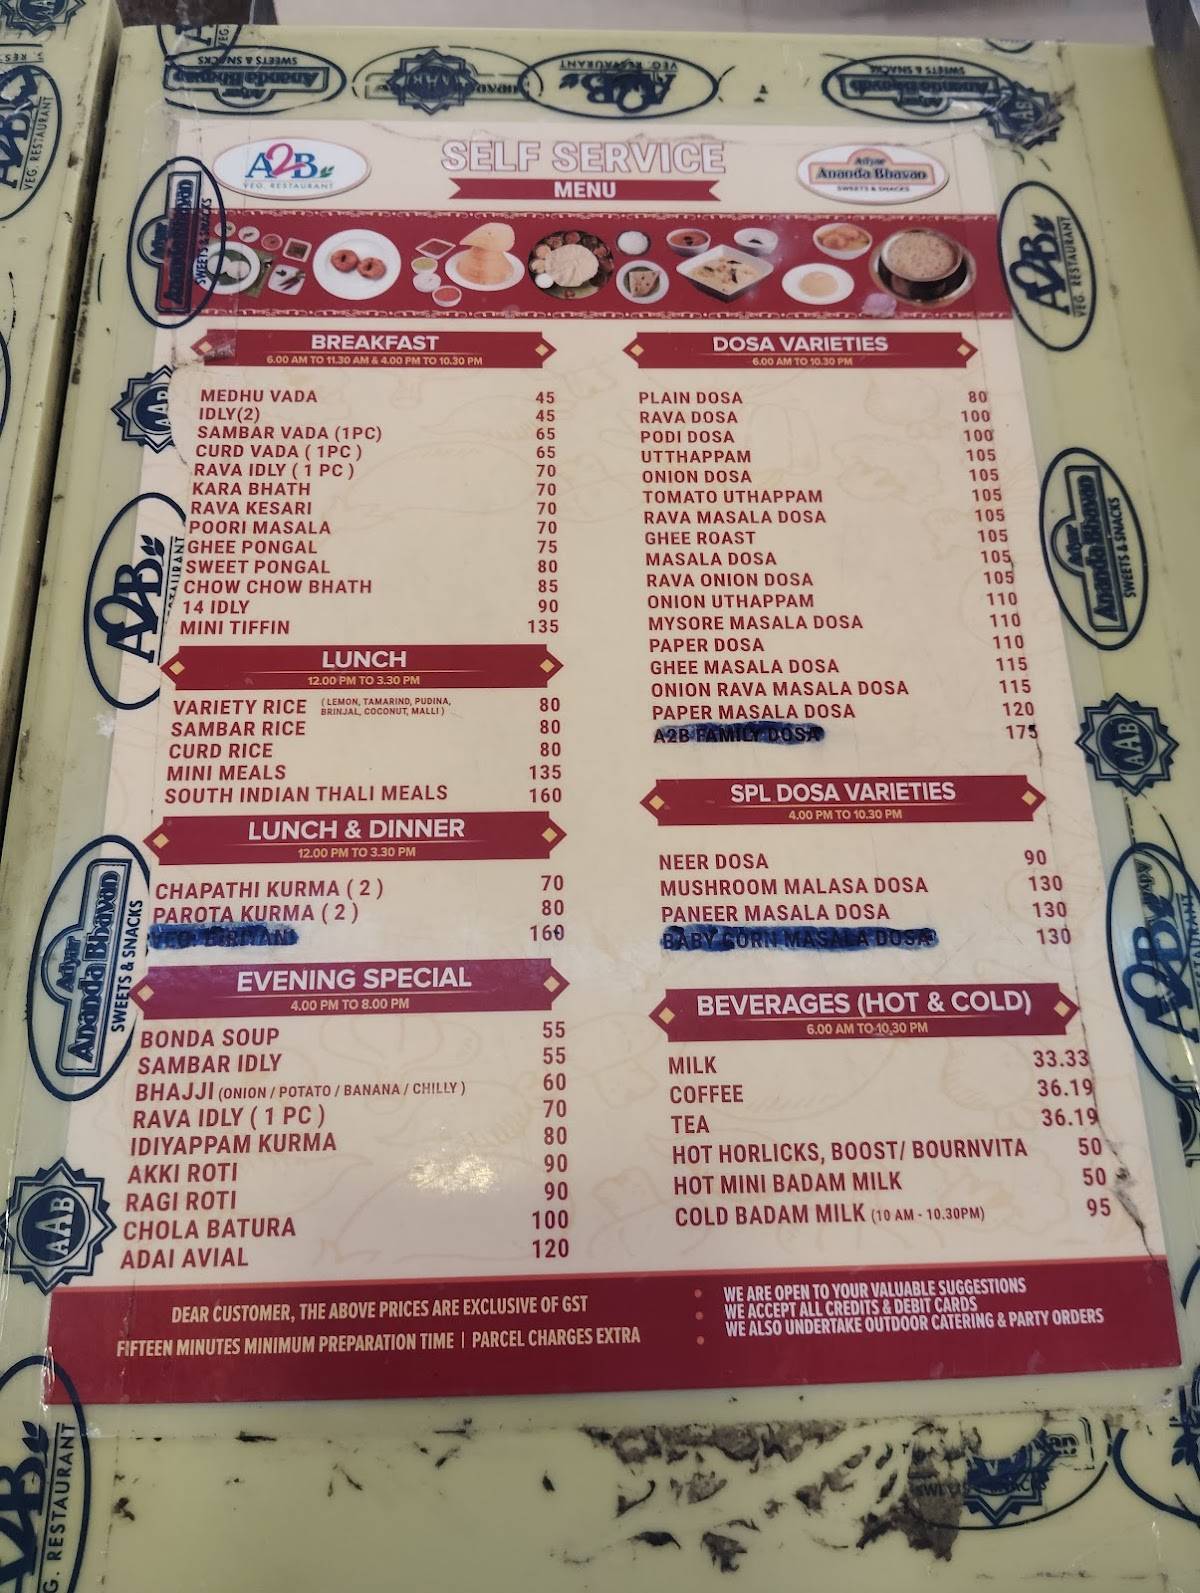 A2B
VEG. RESTAURANT
SELF SERVICE
MENU
Adyar
Ananda Bhavan
SWEETS & SNACKS
BREAKFAST
6.00 AM TO 11.30 AM & 4.00 PM TO 10.30 PM
MEDHU VADA 45
IDLY(2) 45
SAMBAR VADA (1PC) 65
CURD VADA ( 1PC ) 65
RAVA IDLY ( 1 PC ) 70
KARA BHATH 70
RAVA KESARI 70
POORI MASALA 70
GHEE PONGAL 75
SWEET PONGAL 80
CHOW CHOW BHATH 85
14 IDLY 90
MINI TIFFIN 135
LUNCH
12.00 PM TO 3.30 PM
VARIETY RICE ( LEMON, TAMARIND, PUDINA, 80
BRINJAL, COCONUT, MALLI )
SAMBAR RICE 80
CURD RICE 80
MINI MEALS 135
SOUTH INDIAN THALI MEALS 160
LUNCH & DINNER
12.00 PM TO 3.30 PM
CHAPATHI KURMA ( 2 ) 70
PAROTA KURMA ( 2 ) 80
VEG. BIRIYANI 160
EVENING SPECIAL
4.00 PM TO 8.00 PM
BONDA SOUP 55
SAMBAR IDLY 55
BHAJJI (ONION / POTATO / BANANA / CHILLY ) 60
RAVA IDLY ( 1 PC ) 70
IDIYAPPAM KURMA 80
AKKI ROTI 90
RAGI ROTI 90
CHOLA BATURA 100
ADAI AVIAL 120
DOSA VARIETIES
6.00 AM TO 10.30 PM
PLAIN DOSA 80
RAVA DOSA 100
PODI DOSA 100
UTTHAPPAM 105
ONION DOSA 105
TOMATO UTHAPPAM 105
RAVA MASALA DOSA 105
GHEE ROAST 105
MASALA DOSA 105
RAVA ONION DOSA 105
ONION UTHAPPAM 110
MYSORE MASALA DOSA 110
PAPER DOSA 110
GHEE MASALA DOSA 115
ONION RAVA MASALA DOSA 115
PAPER MASALA DOSA 120
A2B FAMILY DOSA 175
SPL DOSA VARIETIES
4.00 PM TO 10.30 PM
NEER DOSA 90
MUSHROOM MALASA DOSA 130
PANEER MASALA DOSA 130
BABY CORN MASALA DOSA 130
BEVERAGES (HOT & COLD)
6.00 AM TO 10.30 PM
MILK 33.33
COFFEE 36.19
TEA 36.19
HOT HORLICKS, BOOST/ BOURNVITA 50
HOT MINI BADAM MILK 50
COLD BADAM MILK (10 AM - 10.30PM) 95
DEAR CUSTOMER, THE ABOVE PRICES ARE EXCLUSIVE OF GST
FIFTEEN MINUTES MINIMUM PREPARATION TIME | PARCEL CHARGES EXTRA
• WE ARE OPEN TO YOUR VALUABLE SUGGESTIONS
• WE ACCEPT ALL CREDITS & DEBIT CARDS
• WE ALSO UNDERTAKE OUTDOOR CATERING & PARTY ORDERS
Adyar
Ananda Bhavan
SWEETS & SNACKS
A2B
VEG. RESTAURANT
AAB